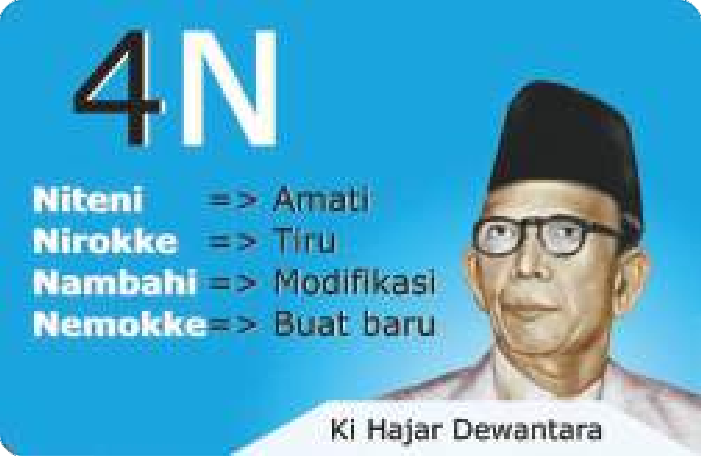 4N
Niteni => Amati
Nirokke => Tiru
Nambahi => Modifikasi
Nemokke=> Buat baru
Ki Hajar Dewantara